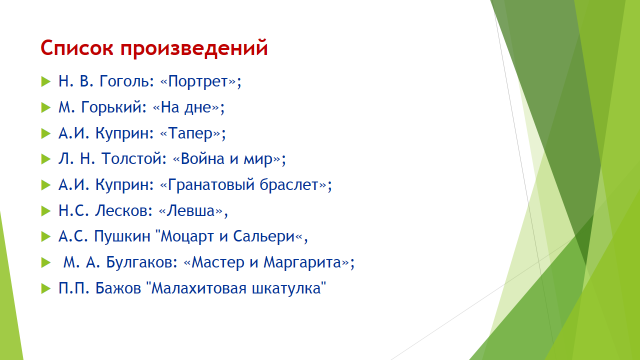 Список произведений
Н. В. Гоголь: «Портрет»;
М. Горький: «На дне»;
А.И. Куприн: «Тапер»;
Л. Н. Толстой: «Война и мир»;
А.И. Куприн: «Гранатовый браслет»;
Н.С. Лесков: «Левша»,
А.С. Пушкин "Моцарт и Сальери«,
М. А. Булгаков: «Мастер и Маргарита»;
П.П. Бажов "Малахитовая шкатулка"